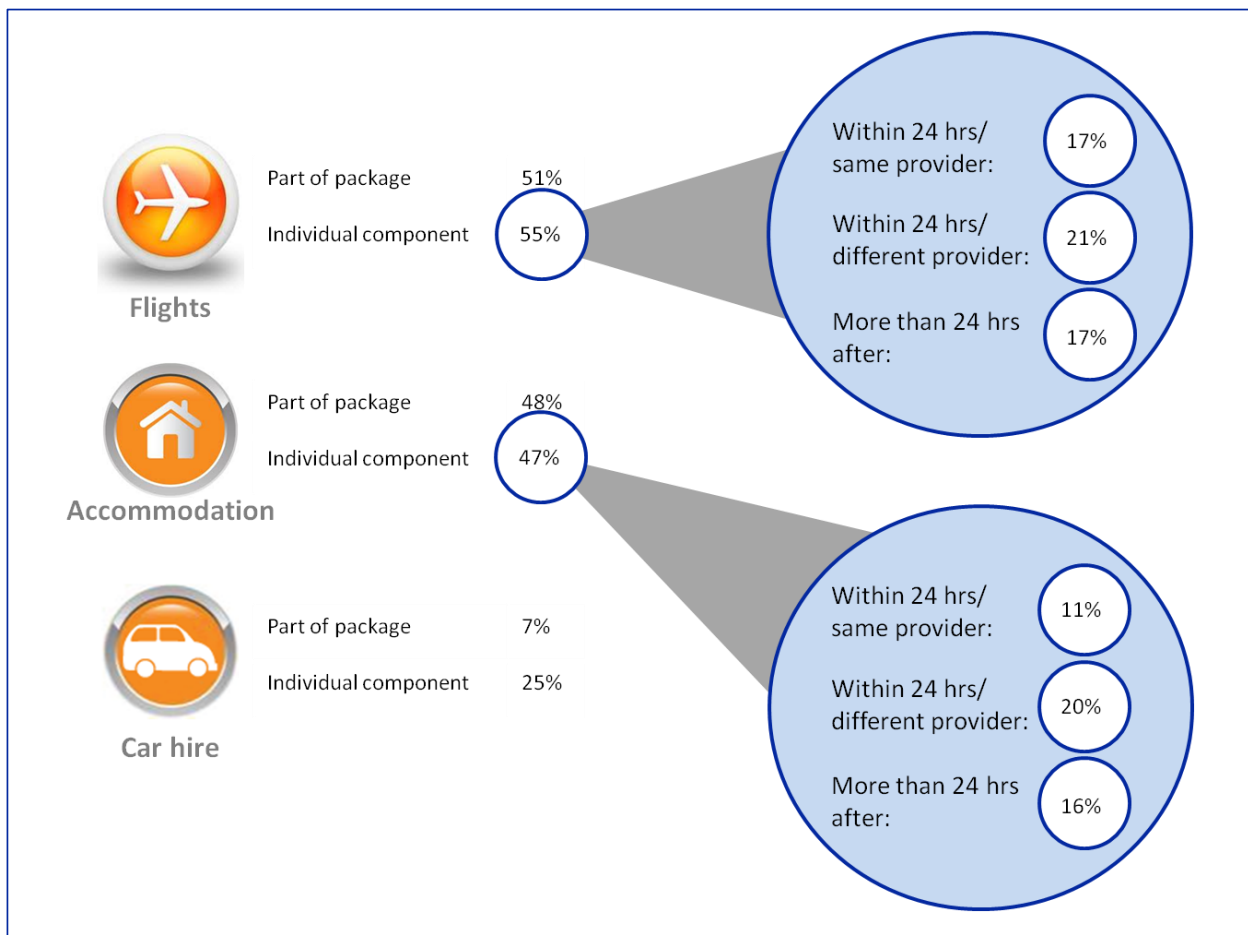 Flights
Part of package 51%
Individual component 55%
Within 24 hrs/
same provider: 17%
Within 24 hrs/
different provider: 21%
More than 24 hrs
after: 17%
Accommodation
Part of package 48%
Individual component 47%
Within 24 hrs/
same provider: 11%
Within 24 hrs/
different provider: 20%
More than 24 hrs
after: 16%
Car hire
Part of package 7%
Individual component 25%